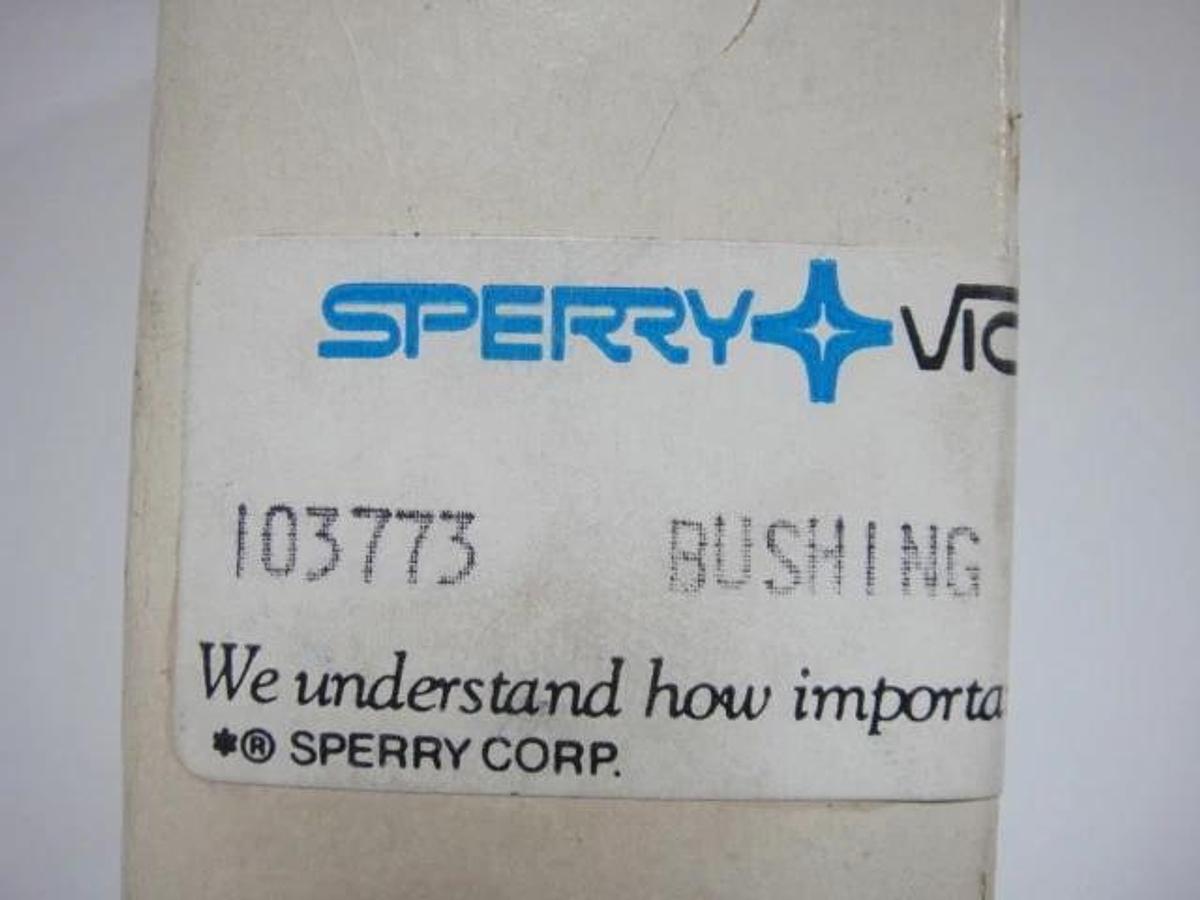 SPERRY VIC
103773 BUSHING
We understand how importa
*® SPERRY CORP.